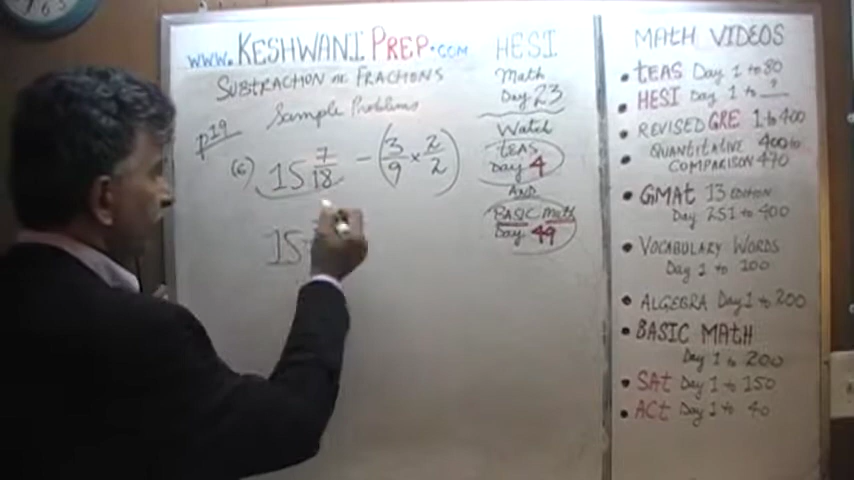 www.KESHWANIPREP.com
SUBTRACTION OF FRACTIONS
Sample Problems
P19
(6) 15 7/18 - (3/9 × 2/2)
15
HESI
Math
Day 23
Watch
TEAS
Day 4
AND
BASIC Math
Day 49
MATH VIDEOS
• TEAS Day 1 to 80
• HESI Day 1 to ?
• REVISED GRE 1 to 400
• QUANTITATIVE 400 to
COMPARISON 470
• GMAT 13 EDITION
Day 251 to 400
• VOCABULARY WORDS
Day 1 to 100
• ALGEBRA Day 1 to 200
• BASIC MATH
Day 1 to 200
• SAT Day 1 to 150
• ACT Day 1 to 40